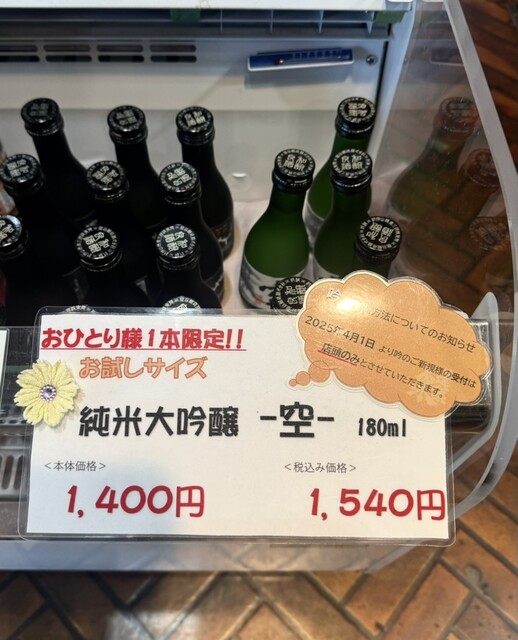 おひとり様1本限定!!
お試しサイズ
純米大吟醸 -空- 180ml
<本体価格>
1,400円
<税込み価格>
1,540円
方法についてのお知らせ
2025年4月1日 より吟のご新規様の受付は
店頭のみとさせていただきます